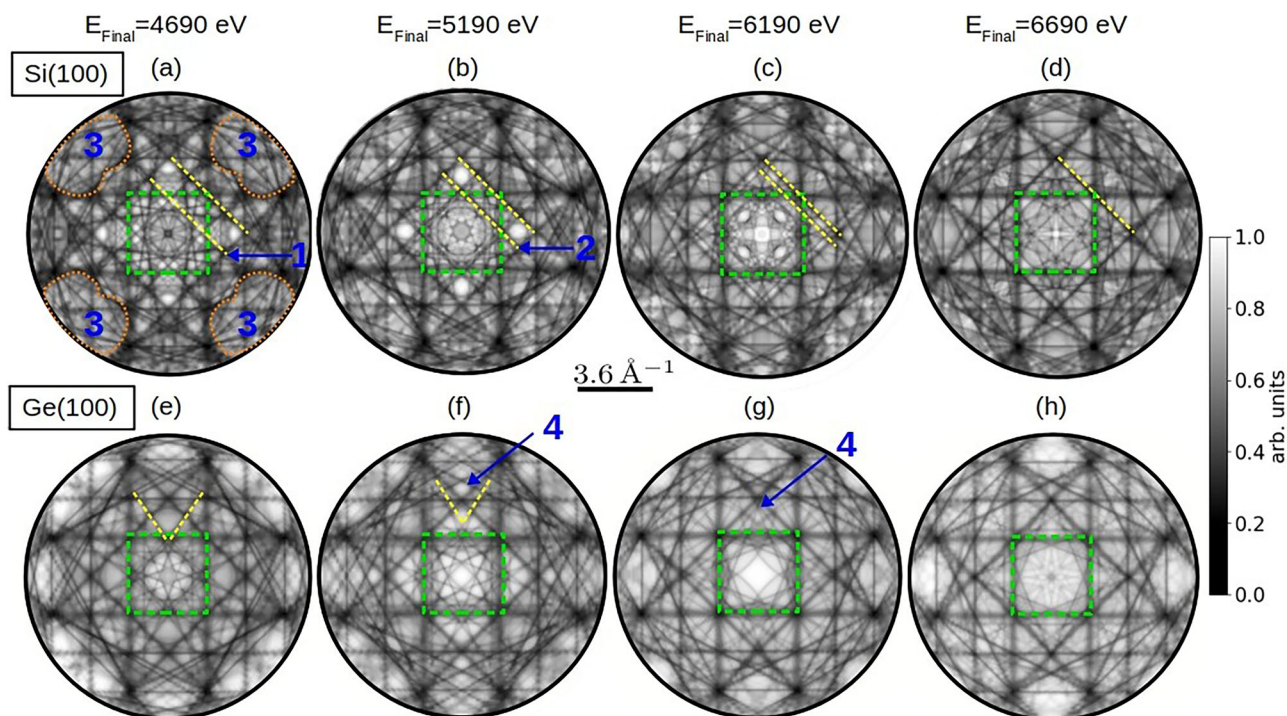 E_Final=4690 eV E_Final=5190 eV E_Final=6190 eV E_Final=6690 eV
Si(100) (a) (b) (c) (d)
3 3
1 2
3 3
3.6 Å⁻¹
Ge(100) (e) (f) (g) (h)
4 4
1.0
0.8
0.6
0.4
0.2
0.0
arb. units